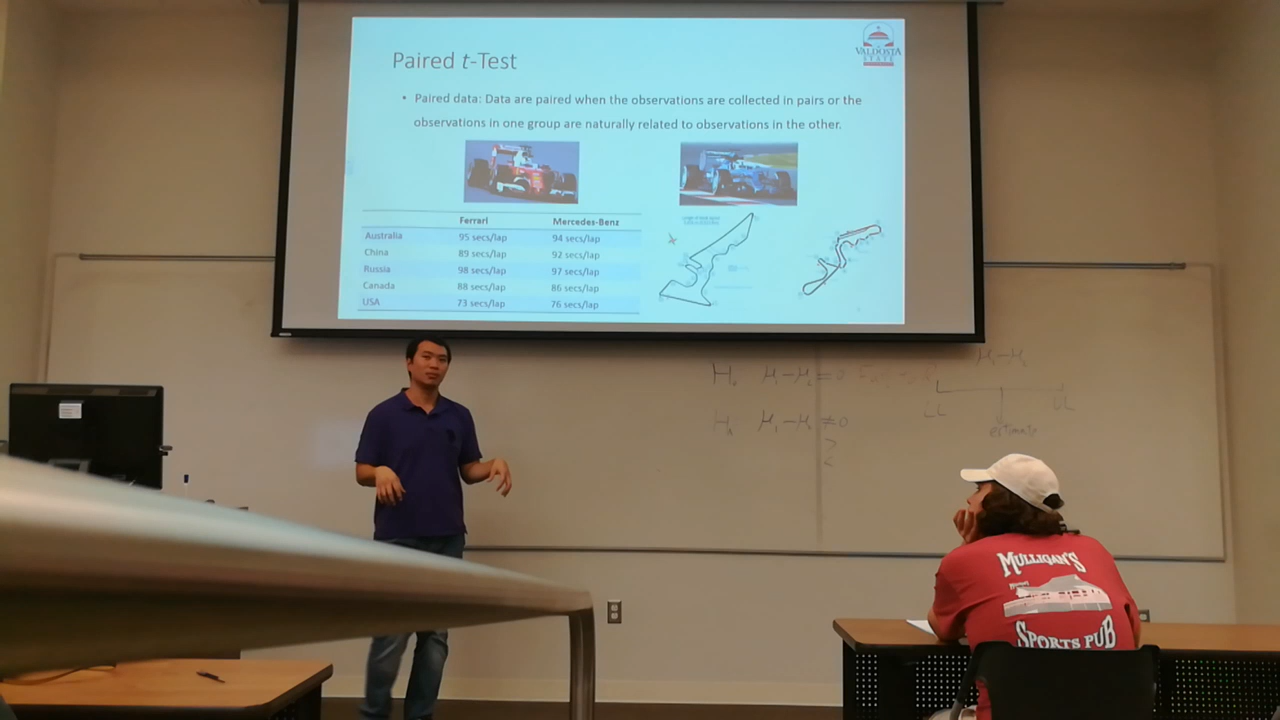 Paired t-Test
VALDOSTA
STATE
• Paired data: Data are paired when the observations are collected in pairs or the
observations in one group are naturally related to observations in the other.
Ferrari Mercedes-Benz
Australia 95 secs/lap 94 secs/lap
China 89 secs/lap 92 secs/lap
Russia 98 secs/lap 97 secs/lap
Canada 88 secs/lap 86 secs/lap
USA 73 secs/lap 76 secs/lap
estimate
MULLIGAN'S
SPORTS PUB